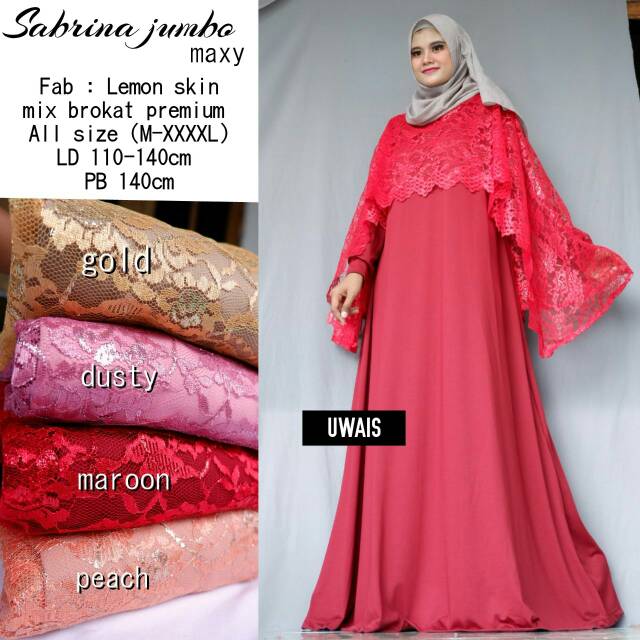 Sabrina jumbo
maxy
Fab : Lemon skin
mix brokat premium
All size (M-XXXXL)
LD 110-140cm
PB 140cm
gold
dusty
maroon
peach
UWAIS